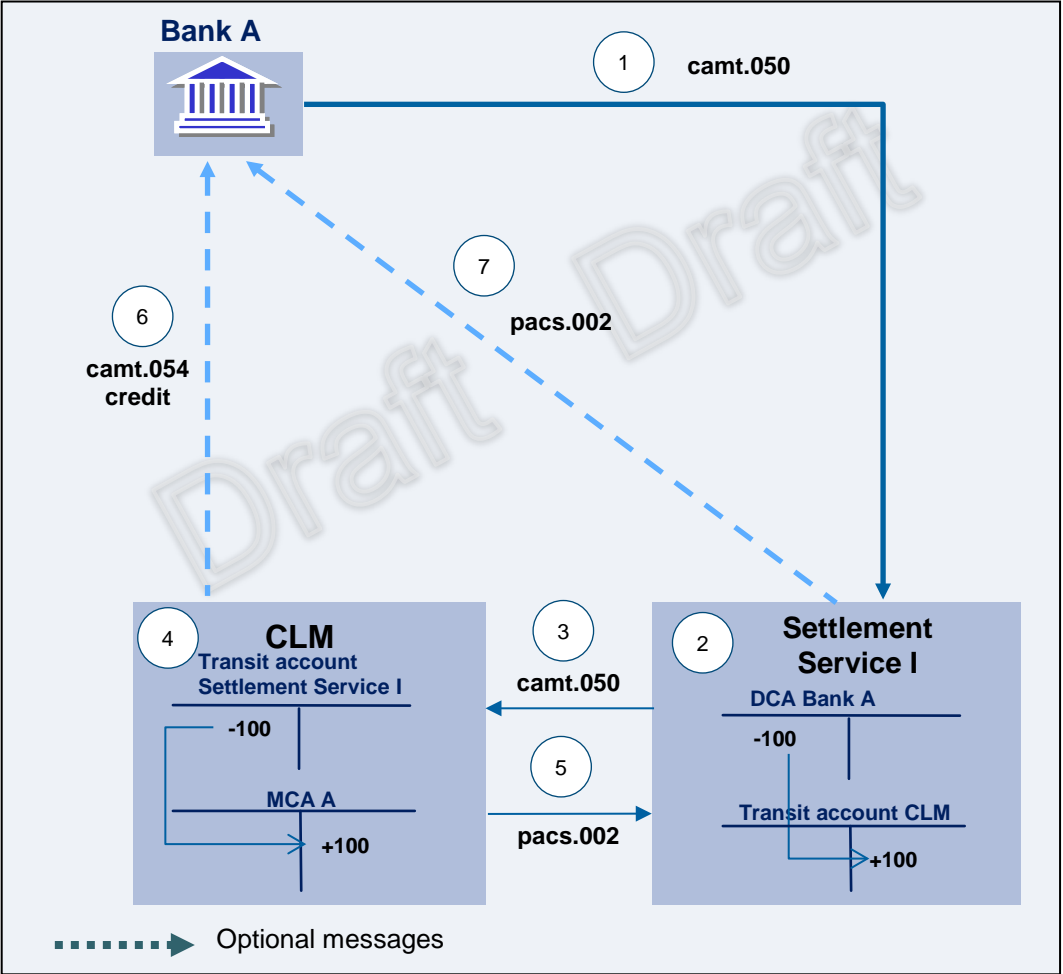 Bank A
1
camt.050
Draft
Draft
7
pacs.002
6
camt.054
credit
4
CLM
Transit account
Settlement Service I
-100
MCA A
+100
3
camt.050
5
pacs.002
2
Settlement
Service I
DCA Bank A
-100
Transit account CLM
+100
Optional messages